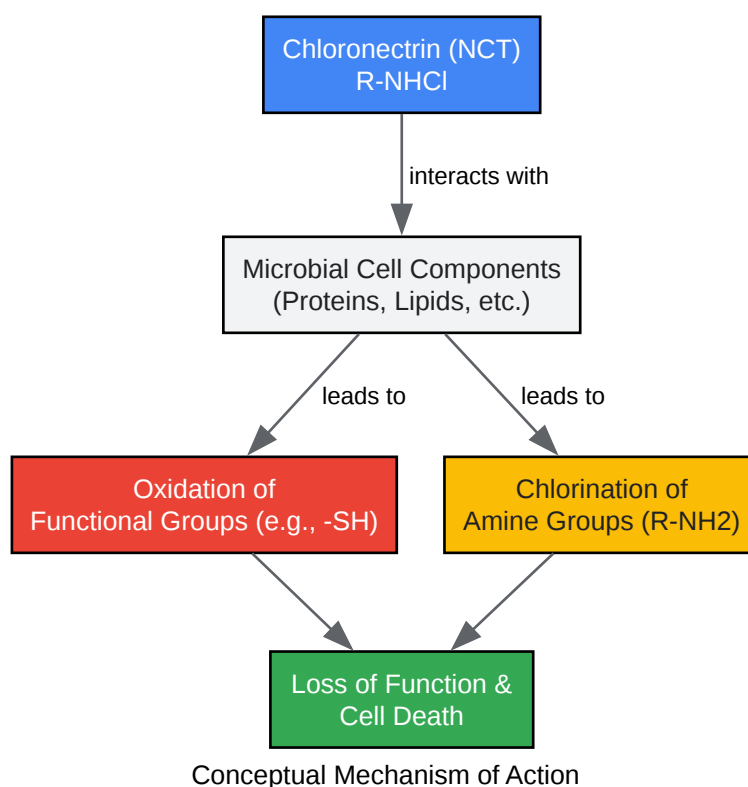 Chloronectrin (NCT)
R-NHCl
interacts with
Microbial Cell Components
(Proteins, Lipids, etc.)
leads to
leads to
Oxidation of
Functional Groups (e.g., -SH)
Chlorination of
Amine Groups (R-NH2)
Loss of Function &
Cell Death
Conceptual Mechanism of Action